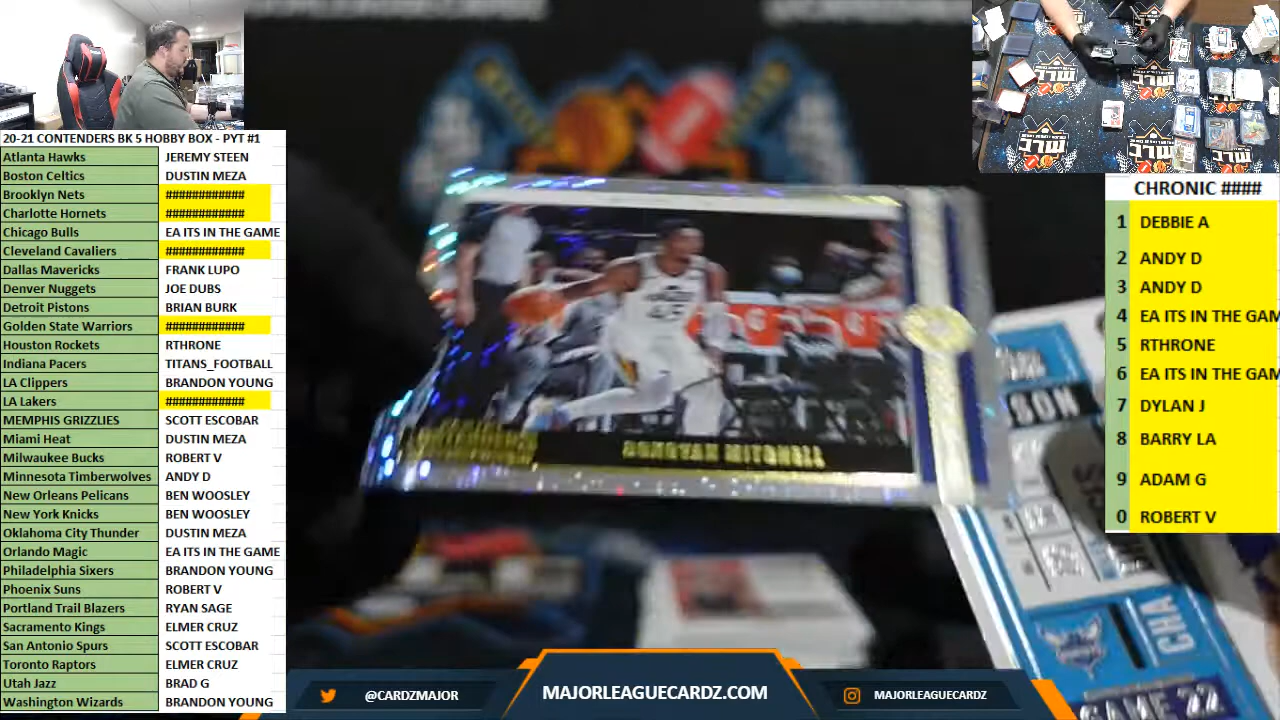 20-21 CONTENDERS BK 5 HOBBY BOX - PYT #1
Atlanta Hawks JEREMY STEEN
Boston Celtics DUSTIN MEZA
Brooklyn Nets ############
Charlotte Hornets ############
Chicago Bulls EA ITS IN THE GAME
Cleveland Cavaliers ############
Dallas Mavericks FRANK LUPO
Denver Nuggets JOE DUBS
Detroit Pistons BRIAN BURK
Golden State Warriors ############
Houston Rockets RTHRONE
Indiana Pacers TITANS_FOOTBALL
LA Clippers BRANDON YOUNG
LA Lakers ############
MEMPHIS GRIZZLIES SCOTT ESCOBAR
Miami Heat DUSTIN MEZA
Milwaukee Bucks ROBERT V
Minnesota Timberwolves ANDY D
New Orleans Pelicans BEN WOOSLEY
New York Knicks BEN WOOSLEY
Oklahoma City Thunder DUSTIN MEZA
Orlando Magic EA ITS IN THE GAME
Philadelphia Sixers BRANDON YOUNG
Phoenix Suns ROBERT V
Portland Trail Blazers RYAN SAGE
Sacramento Kings ELMER CRUZ
San Antonio Spurs SCOTT ESCOBAR
Toronto Raptors ELMER CRUZ
Utah Jazz BRAD G
Washington Wizards BRANDON YOUNG
DONOVAN MITCHELL
SON
CHA
GAME 22
CHRONIC ####
1 DEBBIE A
2 ANDY D
3 ANDY D
4 EA ITS IN THE GAM
5 RTHRONE
6 EA ITS IN THE GAM
7 DYLAN J
8 BARRY LA
9 ADAM G
0 ROBERT V
@CARDZMAJOR
MAJORLEAGUECARDZ.COM
MAJORLEAGUECARDZ